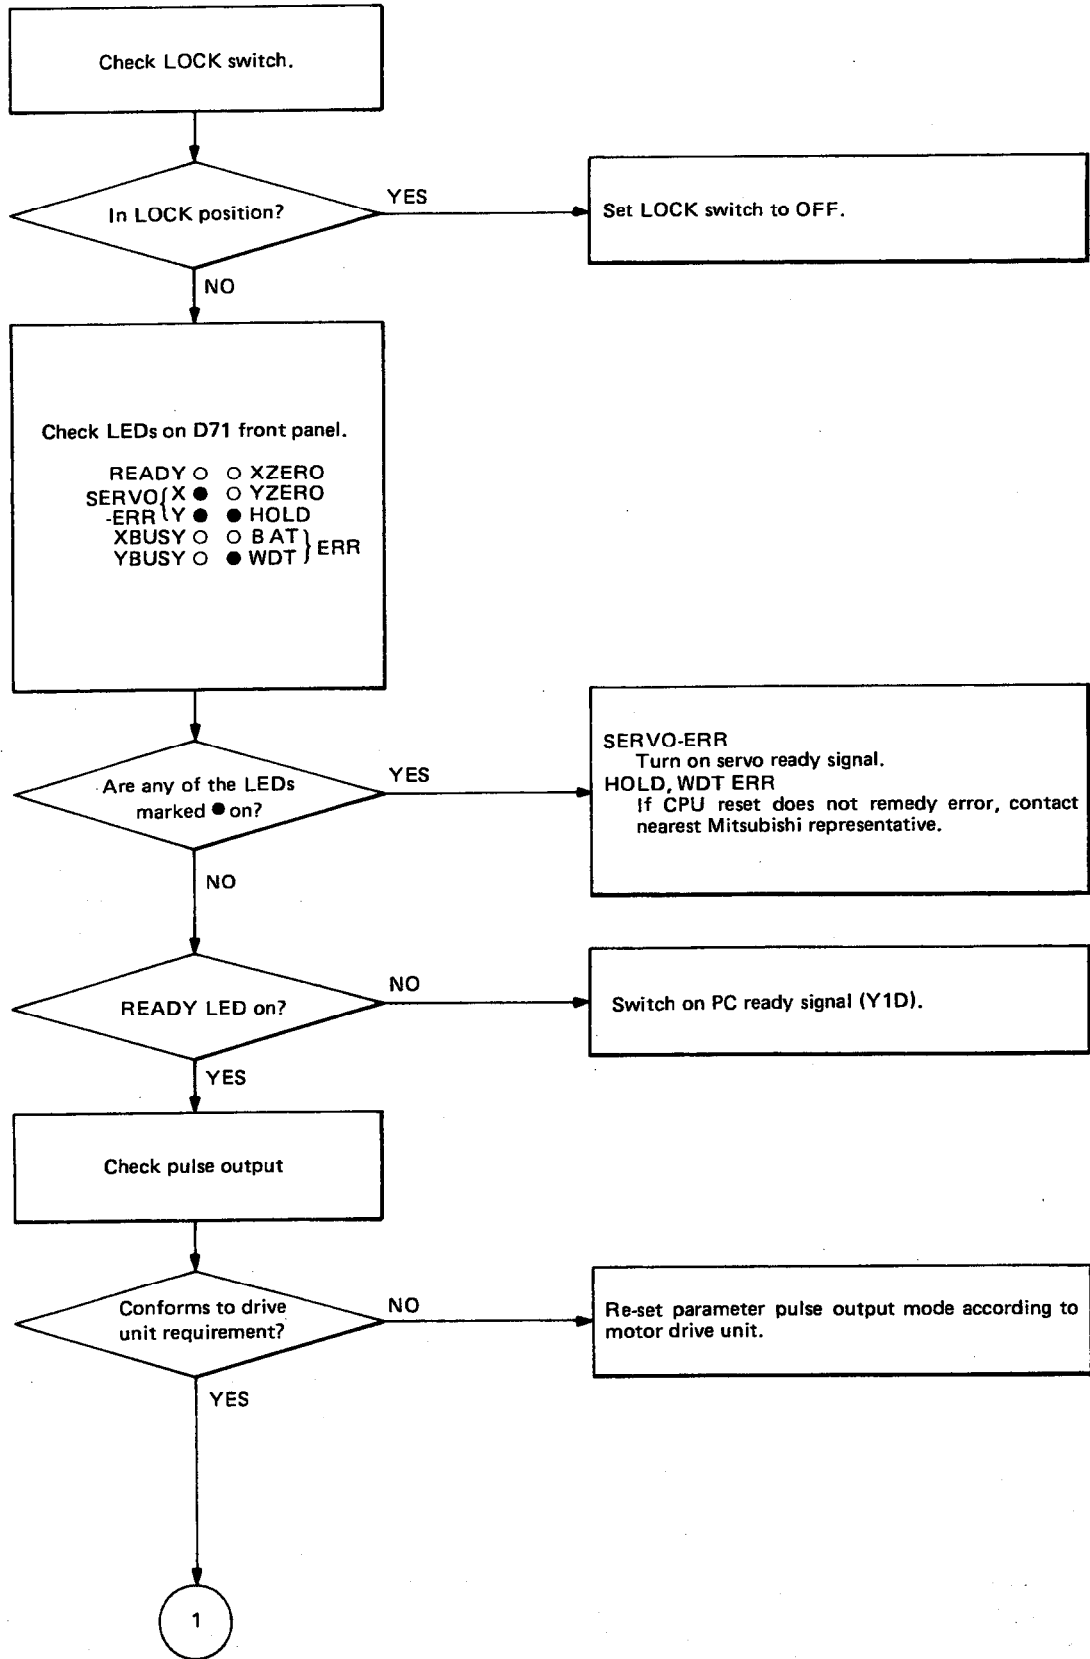 Check LOCK switch.
In LOCK position?
YES
Set LOCK switch to OFF.
NO
Check LEDs on D71 front panel.
READY ○ ○ XZERO
SERVO { X ● ○ YZERO
-ERR { Y ● ● HOLD
XBUSY ○ ○ BAT } ERR
YBUSY ○ ● WDT }
Are any of the LEDs
marked ● on?
YES
SERVO-ERR
Turn on servo ready signal.
HOLD, WDT ERR
If CPU reset does not remedy error, contact
nearest Mitsubishi representative.
NO
READY LED on?
NO
Switch on PC ready signal (Y1D).
YES
Check pulse output
Conforms to drive
unit requirement?
NO
Re-set parameter pulse output mode according to
motor drive unit.
YES
1